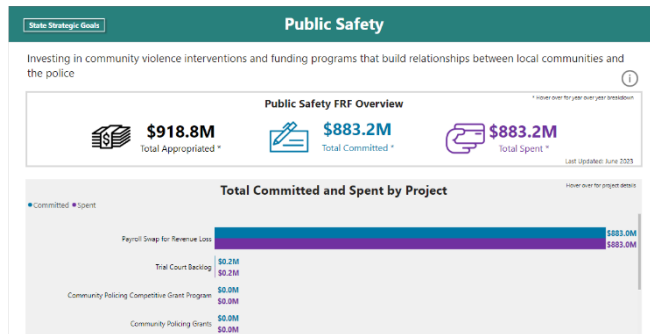 State Strategic Goals
Public Safety
Investing in community violence interventions and funding programs that build relationships between local communities and
the police
Public Safety FRF Overview
* Hover over for year over year breakdown
$918.8M
Total Appropriated *
$883.2M
Total Committed *
$883.2M
Total Spent *
Last Updated: June 2023
Total Committed and Spent by Project
Hover over for project details
Committed Spent
Payroll Swap for Revenue Loss
$883.0M
$883.0M
Trial Court Backlog
$0.2M
$0.2M
Community Policing Competitive Grant Program
$0.0M
$0.0M
Community Policing Grants
$0.0M
$0.0M